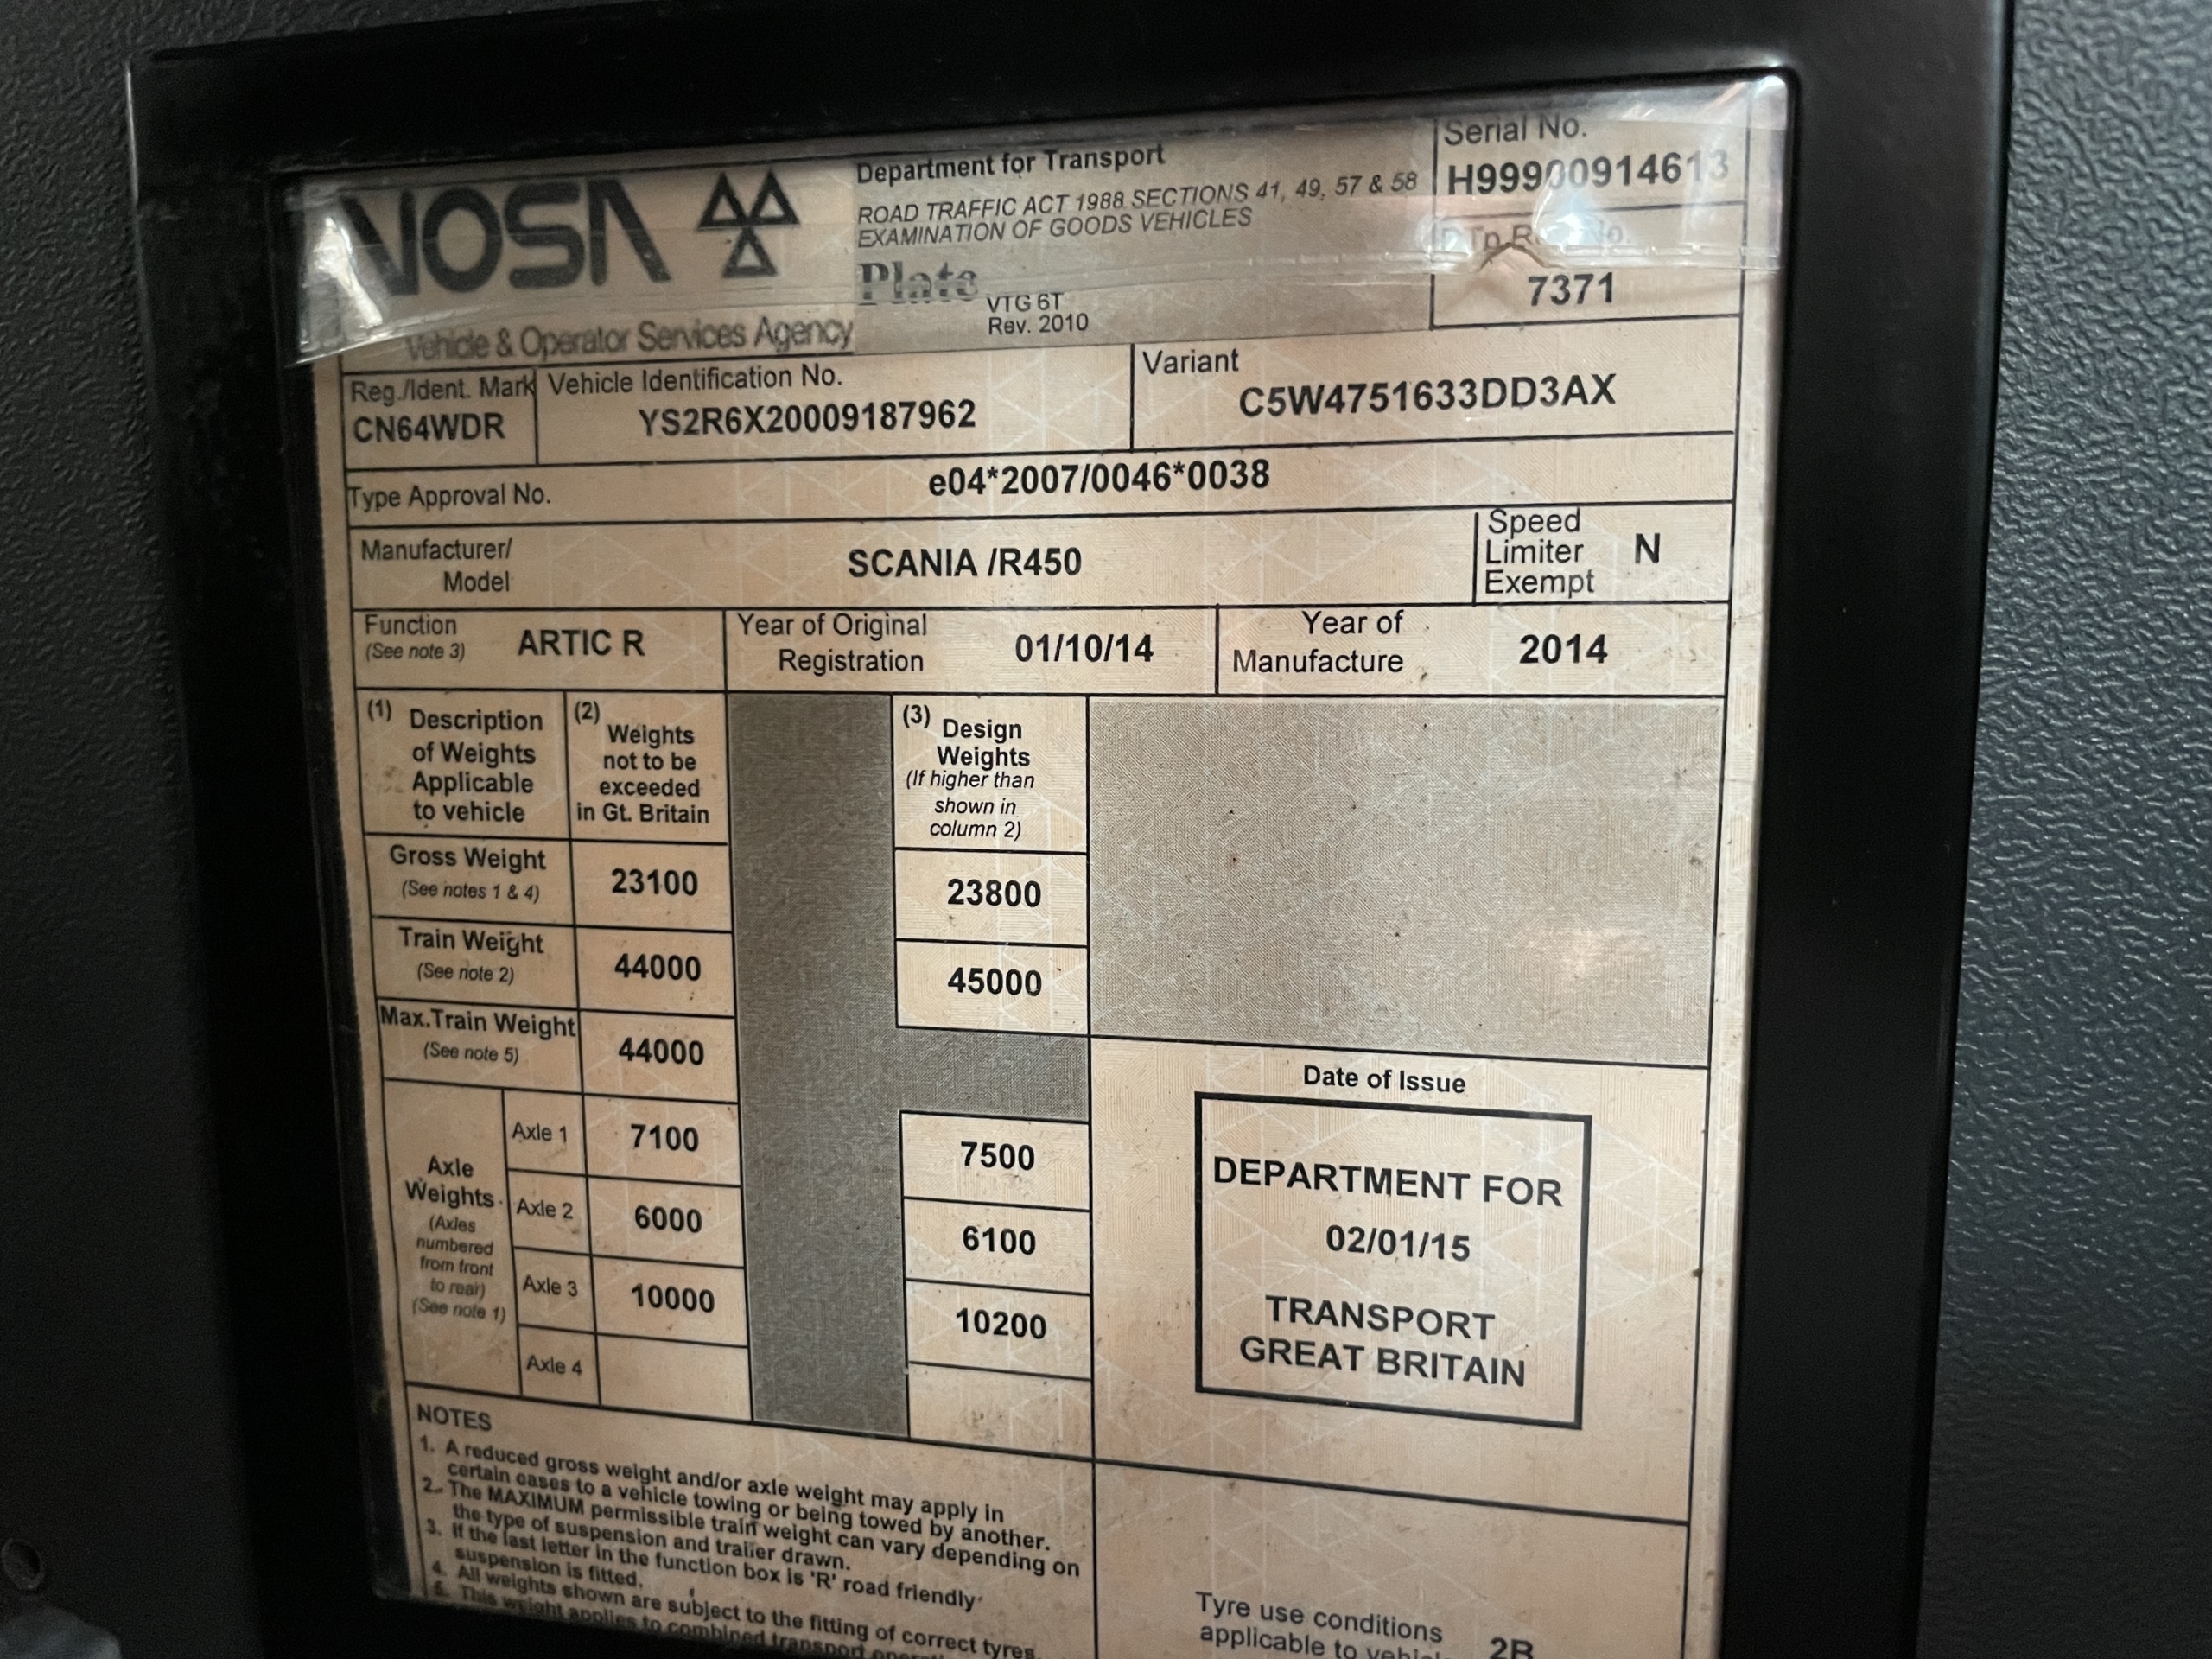 VOSA
Department for Transport
ROAD TRAFFIC ACT 1988 SECTIONS 41, 49, 57 & 58
EXAMINATION OF GOODS VEHICLES
Plate
VTG 6T
Rev. 2010
Vehicle & Operator Services Agency
Serial No.
H99900914613
No.
7371
Reg./Ident. Mark
CN64WDR
Vehicle Identification No.
YS2R6X20009187962
Variant
C5W4751633DD3AX
Type Approval No.
e04*2007/0046*0038
Manufacturer/
Model
SCANIA /R450
Speed
Limiter
Exempt
N
Function
(See note 3)
ARTIC R
Year of Original
Registration
01/10/14
Year of
Manufacture
2014
(1) Description
of Weights
Applicable
to vehicle
(2) Weights
not to be
exceeded
in Gt. Britain
(3) Design
Weights
(If higher than
shown in
column 2)
Gross Weight
(See notes 1 & 4)
23100
23800
Train Weight
(See note 2)
44000
45000
Max.Train Weight
(See note 5)
44000
Axle
Weights
(Axles
numbered
from front
to rear)
(See note 1)
Axle 1
7100
7500
Axle 2
6000
6100
Axle 3
10000
10200
Axle 4
Date of Issue
DEPARTMENT FOR
02/01/15
TRANSPORT
GREAT BRITAIN
NOTES
1. A reduced gross weight and/or axle weight may apply in
certain cases to a vehicle towing or being towed by another.
2. The MAXIMUM permissible train weight can vary depending on
the type of suspension and trailer drawn.
3. If the last letter in the function box is 'R' road friendly
suspension is fitted.
4. All weights shown are subject to the fitting of correct tyres.
5. This weight applies to combined transport
Tyre use conditions
applicable to
2B